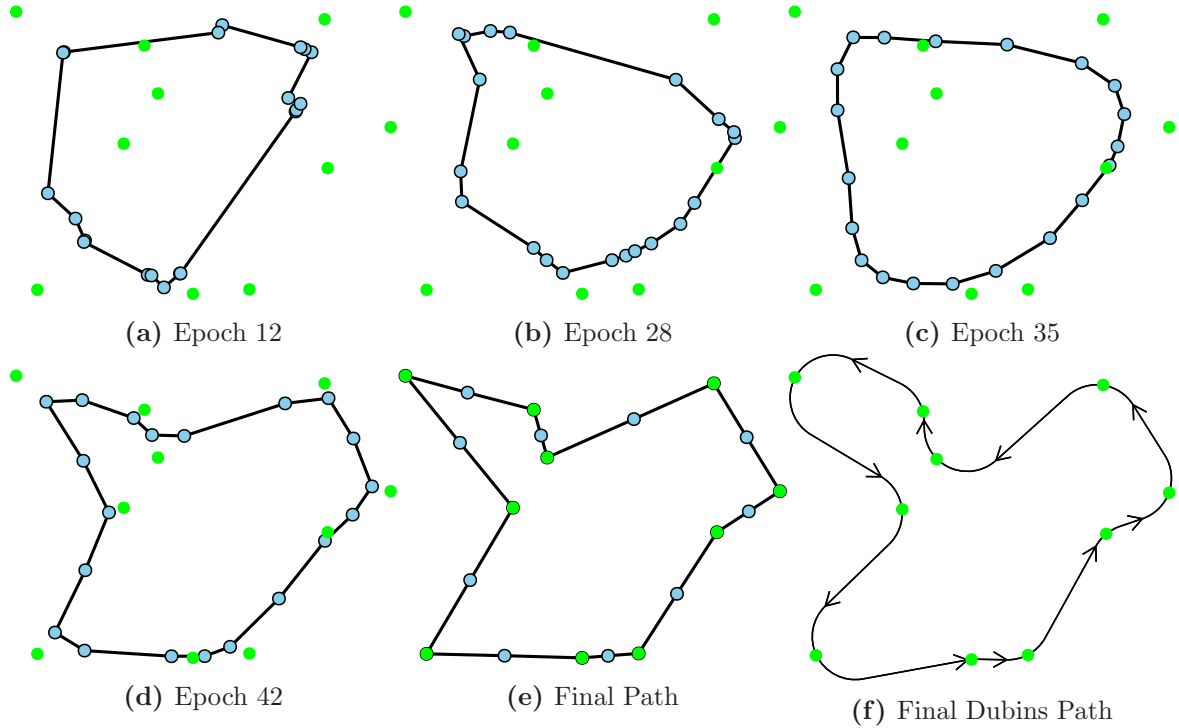 (a) Epoch 12
(b) Epoch 28
(c) Epoch 35
(d) Epoch 42
(e) Final Path
(f) Final Dubins Path